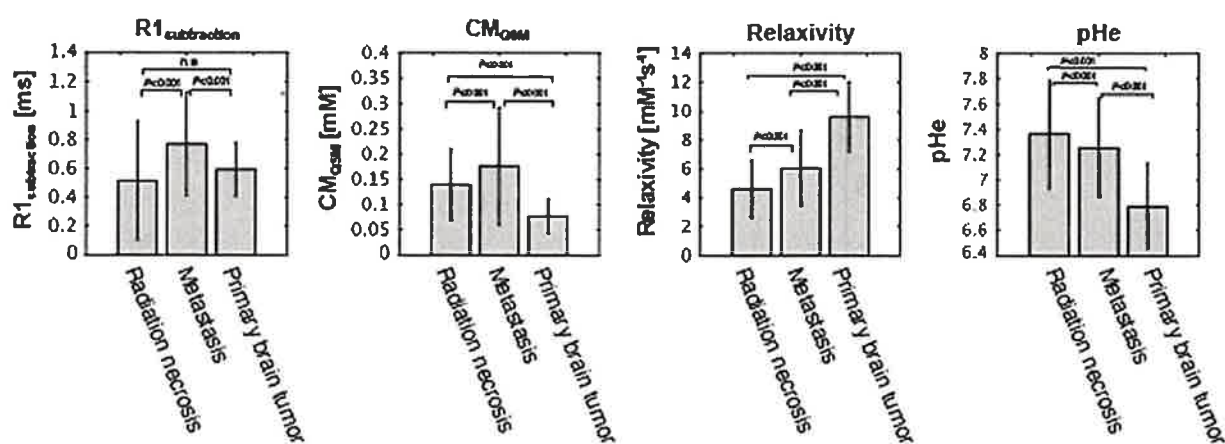 R1subtraction
R1subtraction [ms]
1.4
1.2
1
0.8
0.6
0.4
0.2
0
n.s
P<0.001
P<0.001
Radiation necrosis
Metastasis
Primary brain tumor
CMQSM
CMQSM [mM]
0.4
0.35
0.3
0.25
0.2
0.15
0.1
0.05
0
P<0.001
P<0.001
P<0.001
Radiation necrosis
Metastasis
Primary brain tumor
Relaxivity
Relaxivity [mM⁻¹s⁻¹]
14
12
10
8
6
4
2
0
P<0.001
P<0.001
P<0.001
Radiation necrosis
Metastasis
Primary brain tumor
pHe
pHe
8
7.8
7.6
7.4
7.2
7
6.8
6.6
6.4
P<0.001
P<0.001
P<0.001
Radiation necrosis
Metastasis
Primary brain tumor